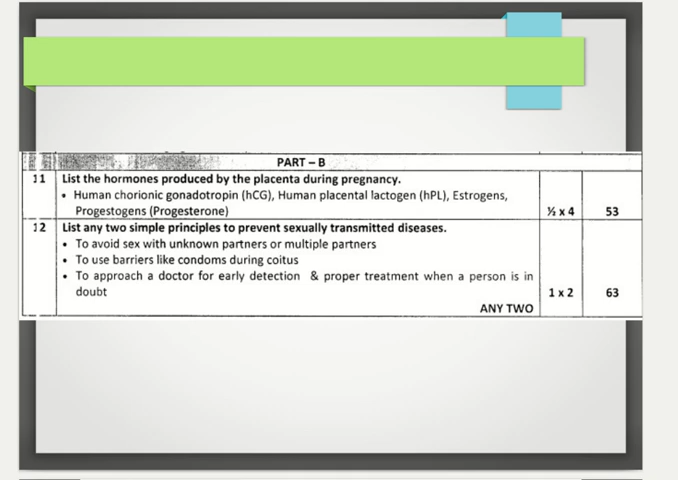 PART – B
11 List the hormones produced by the placenta during pregnancy.
• Human chorionic gonadotropin (hCG), Human placental lactogen (hPL), Estrogens,
Progestogens (Progesterone) ½ x 4 53
12 List any two simple principles to prevent sexually transmitted diseases.
• To avoid sex with unknown partners or multiple partners
• To use barriers like condoms during coitus
• To approach a doctor for early detection & proper treatment when a person is in
doubt 1 x 2 63
ANY TWO